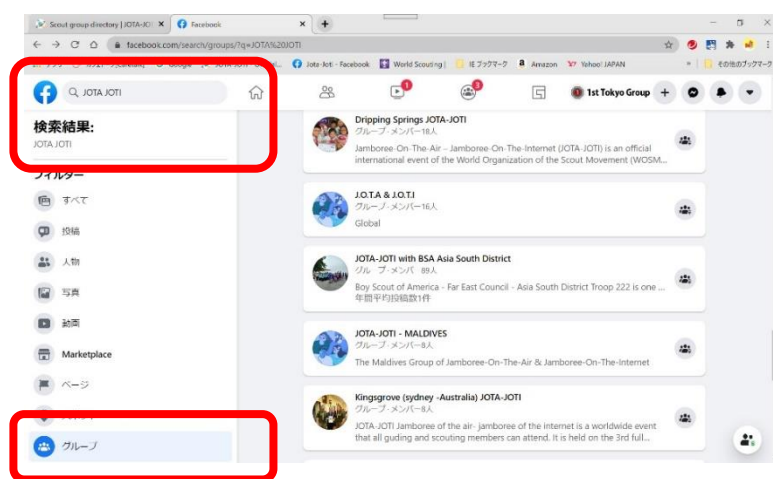 Scout group directory | JOTA-JO
Facebook
facebook.com/search/groups/?q=JOTA%20JOTI
Jota-Joti - Facebook
World Scouting |
IE ブックマーク
Amazon
Yahoo! JAPAN
その他のブックマーク
JOTA JOTI
1
3
1st Tokyo Group
検索結果:
JOTA JOTI
フィルター
すべて
投稿
人物
写真
動画
Marketplace
ページ
グループ
Dripping Springs JOTA-JOTI
グループ·メンバー18人
Jamboree-On-The-Air – Jamboree-On-The-Internet (JOTA-JOTI) is an official
international event of the World Organization of the Scout Movement (WOSM...
J.O.T.A & J.O.T.I
グループ·メンバー16人
Global
JOTA-JOTI with BSA Asia South District
グループ·メンバー 89人
Boy Scout of America - Far East Council - Asia South District Troop 222 is one ...
年間平均投稿数1件
JOTA-JOTI - MALDIVES
グループ·メンバー8人
The Maldives Group of Jamboree-On-The-Air & Jamboree-On-The-Internet
Kingsgrove (sydney -Australia) JOTA-JOTI
グループ·メンバー8人
JOTA-JOTI Jamboree of the air- jamboree of the internet is a worldwide event
that all guding and scouting members can attend. It is held on the 3rd full...